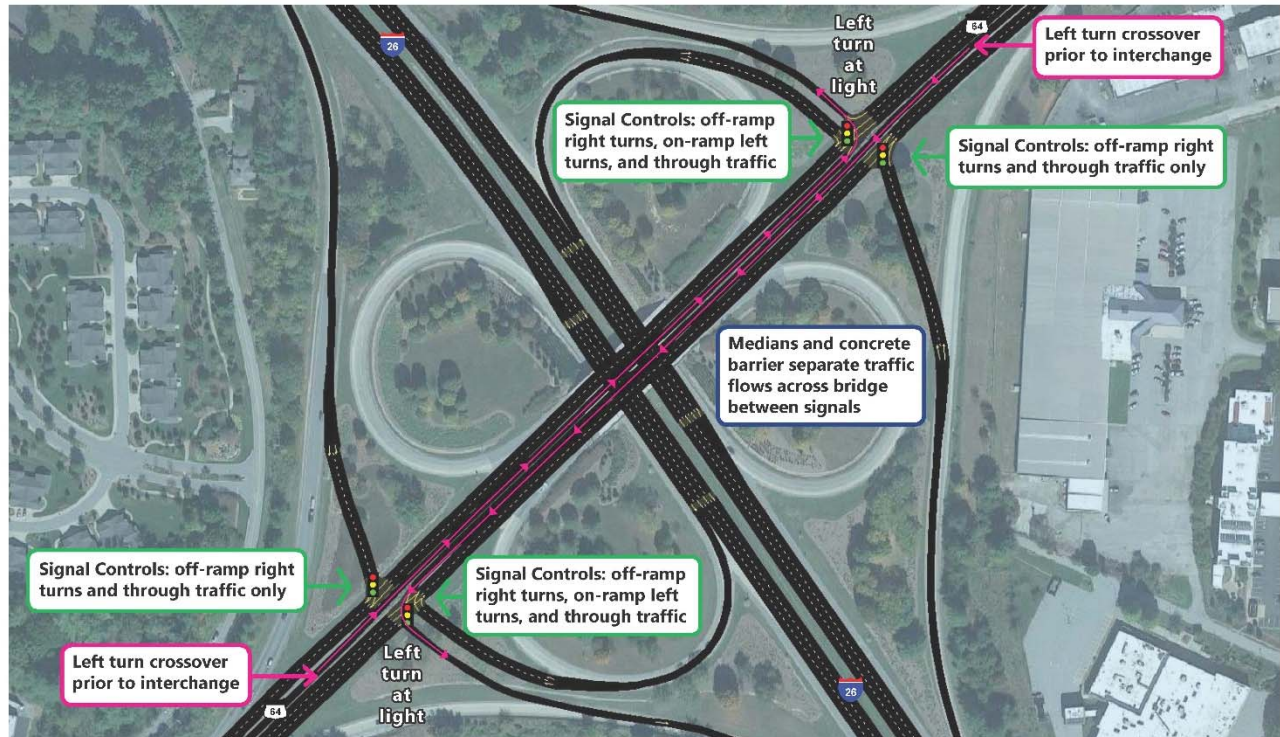 26
64
Left
turn
at
light
Left turn crossover
prior to interchange
Signal Controls: off-ramp
right turns, on-ramp left
turns, and through traffic
Signal Controls: off-ramp right
turns and through traffic only
Medians and concrete
barrier separate traffic
flows across bridge
between signals
Signal Controls: off-ramp right
turns and through traffic only
Signal Controls: off-ramp
right turns, on-ramp left
turns, and through traffic
Left turn crossover
prior to interchange
Left
turn
at
light
64
26